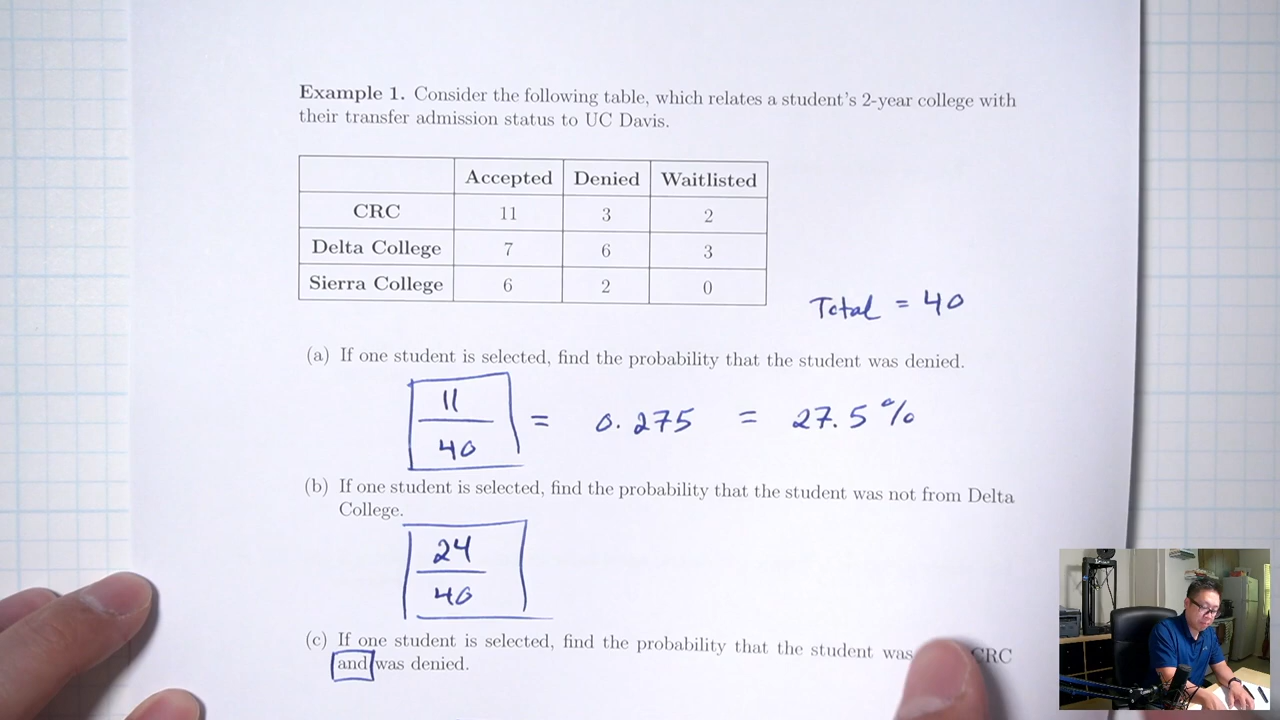 Example 1. Consider the following table, which relates a student's 2-year college with
their transfer admission status to UC Davis.
Accepted Denied Waitlisted
CRC 11 3 2
Delta College 7 6 3
Sierra College 6 2 0
Total = 40
(a) If one student is selected, find the probability that the student was denied.
11/40 = 0.275 = 27.5%
(b) If one student is selected, find the probability that the student was not from Delta
College.
24/40
(c) If one student is selected, find the probability that the student was CRC
and was denied.